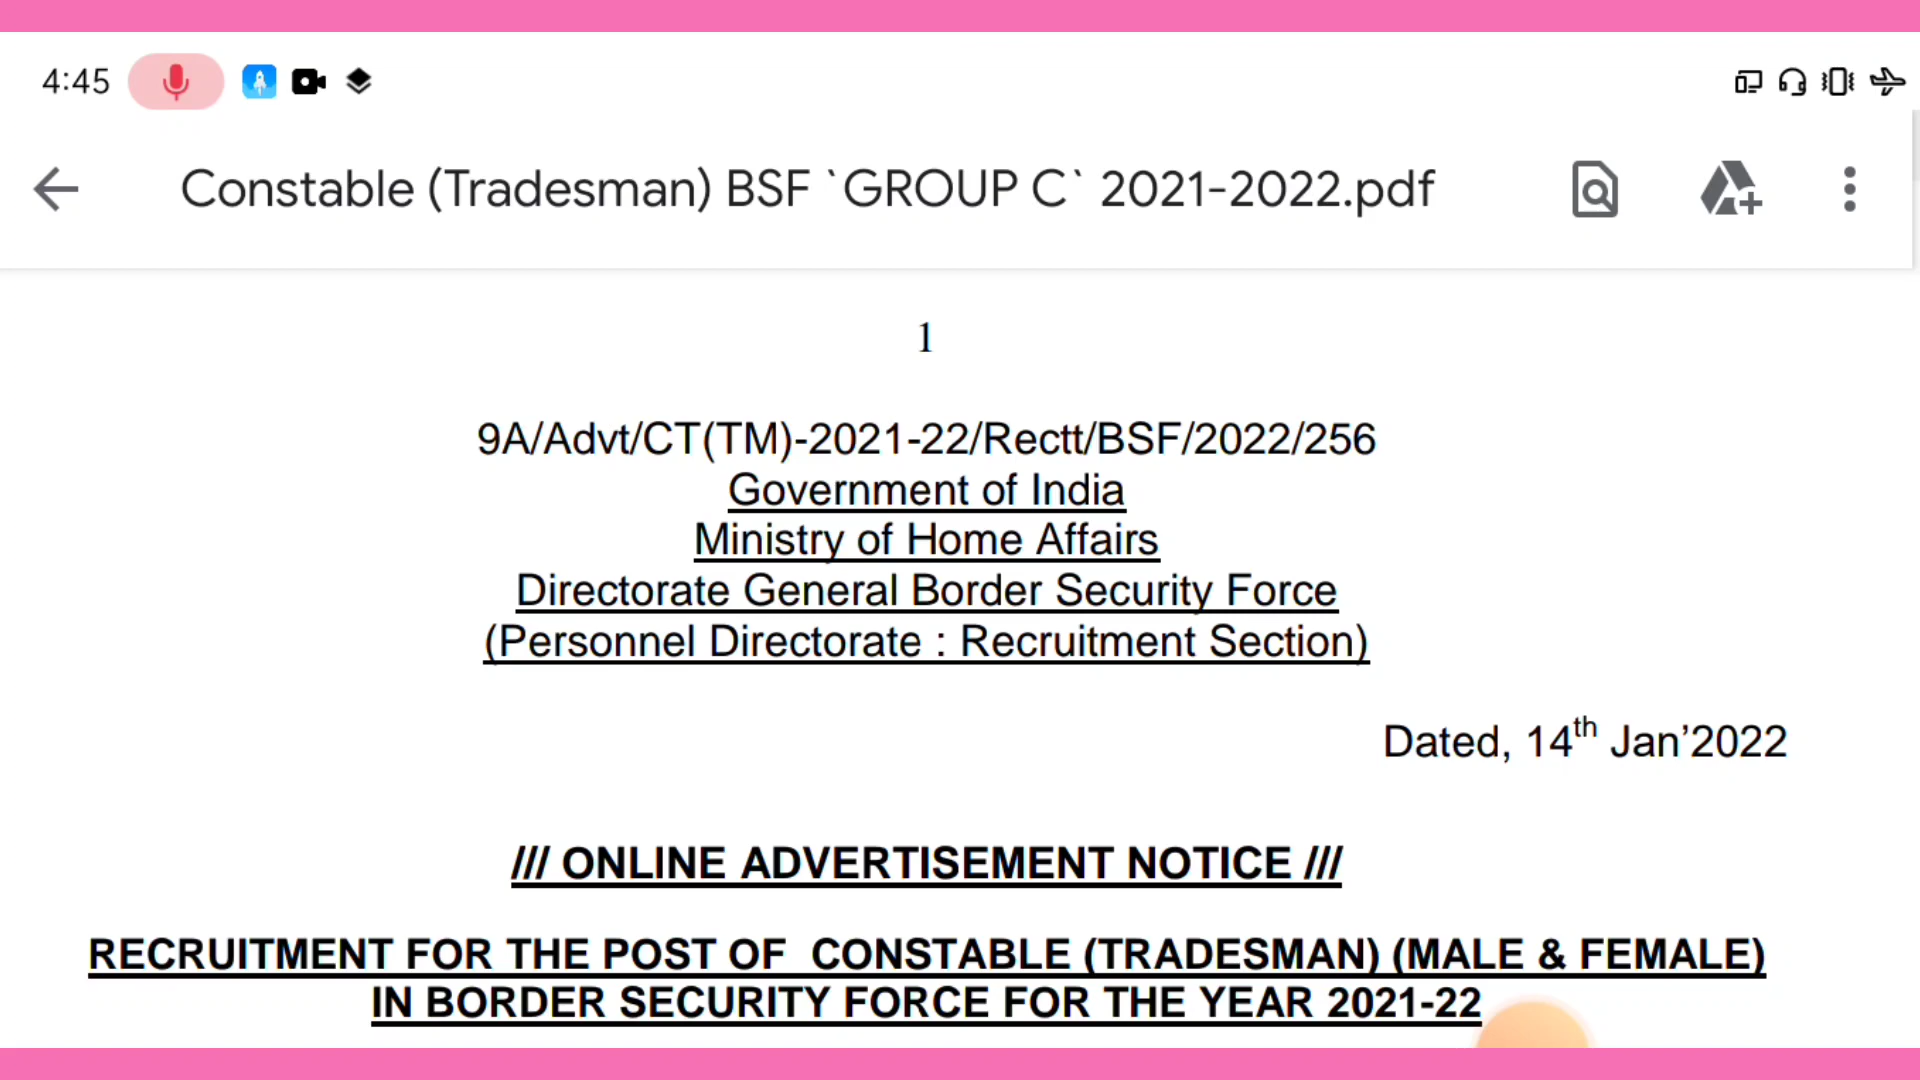 4:45
Constable (Tradesman) BSF `GROUP C` 2021-2022.pdf
1
9A/Advt/CT(TM)-2021-22/Rectt/BSF/2022/256
Government of India
Ministry of Home Affairs
Directorate General Border Security Force
(Personnel Directorate : Recruitment Section)
Dated, 14th Jan’2022
/// ONLINE ADVERTISEMENT NOTICE ///
RECRUITMENT FOR THE POST OF  CONSTABLE (TRADESMAN) (MALE & FEMALE)
IN BORDER SECURITY FORCE FOR THE YEAR 2021-22